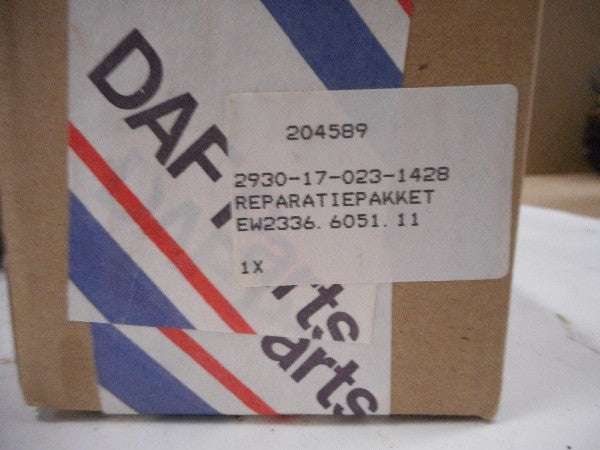 DAF
204589
2930-17-023-1428
REPARATIEPAKKET
EW2336.6051.11
1X
arts
arts